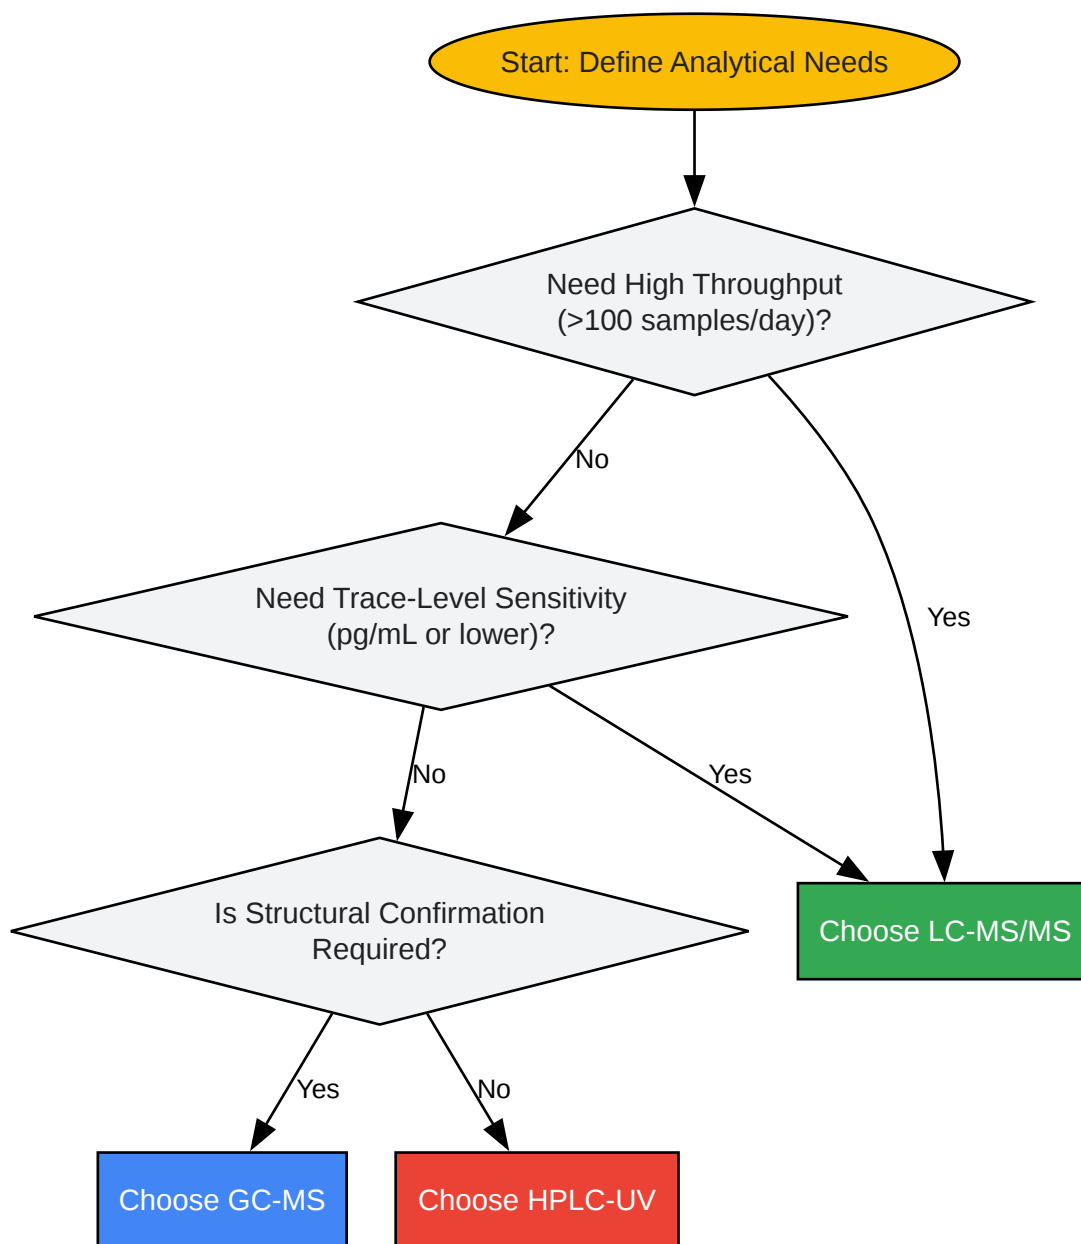 Start: Define Analytical Needs
Need High Throughput
(>100 samples/day)?
No
Yes
Need Trace-Level Sensitivity
(pg/mL or lower)?
No
Yes
Is Structural Confirmation
Required?
Choose LC-MS/MS
Yes
No
Choose GC-MS
Choose HPLC-UV